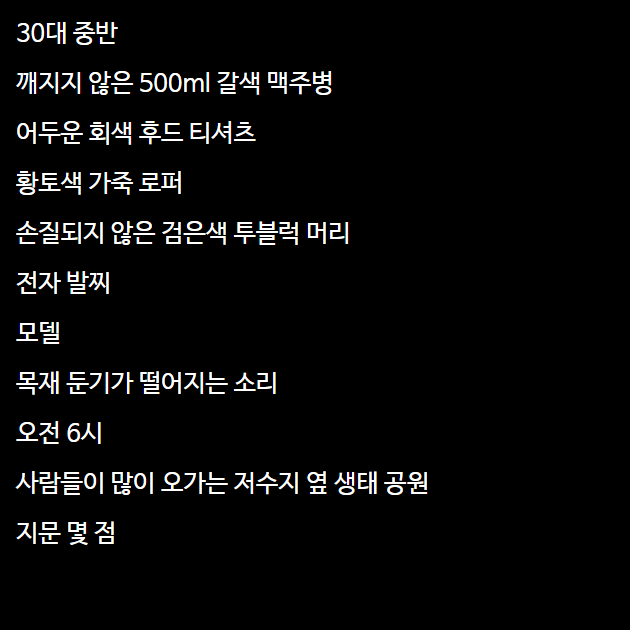 30대 중반
깨지지 않은 500ml 갈색 맥주병
어두운 회색 후드 티셔츠
황토색 가죽 로퍼
손질되지 않은 검은색 투블럭 머리
전자 발찌
모델
목재 둔기가 떨어지는 소리
오전 6시
사람들이 많이 오가는 저수지 옆 생태 공원
지문 몇 점